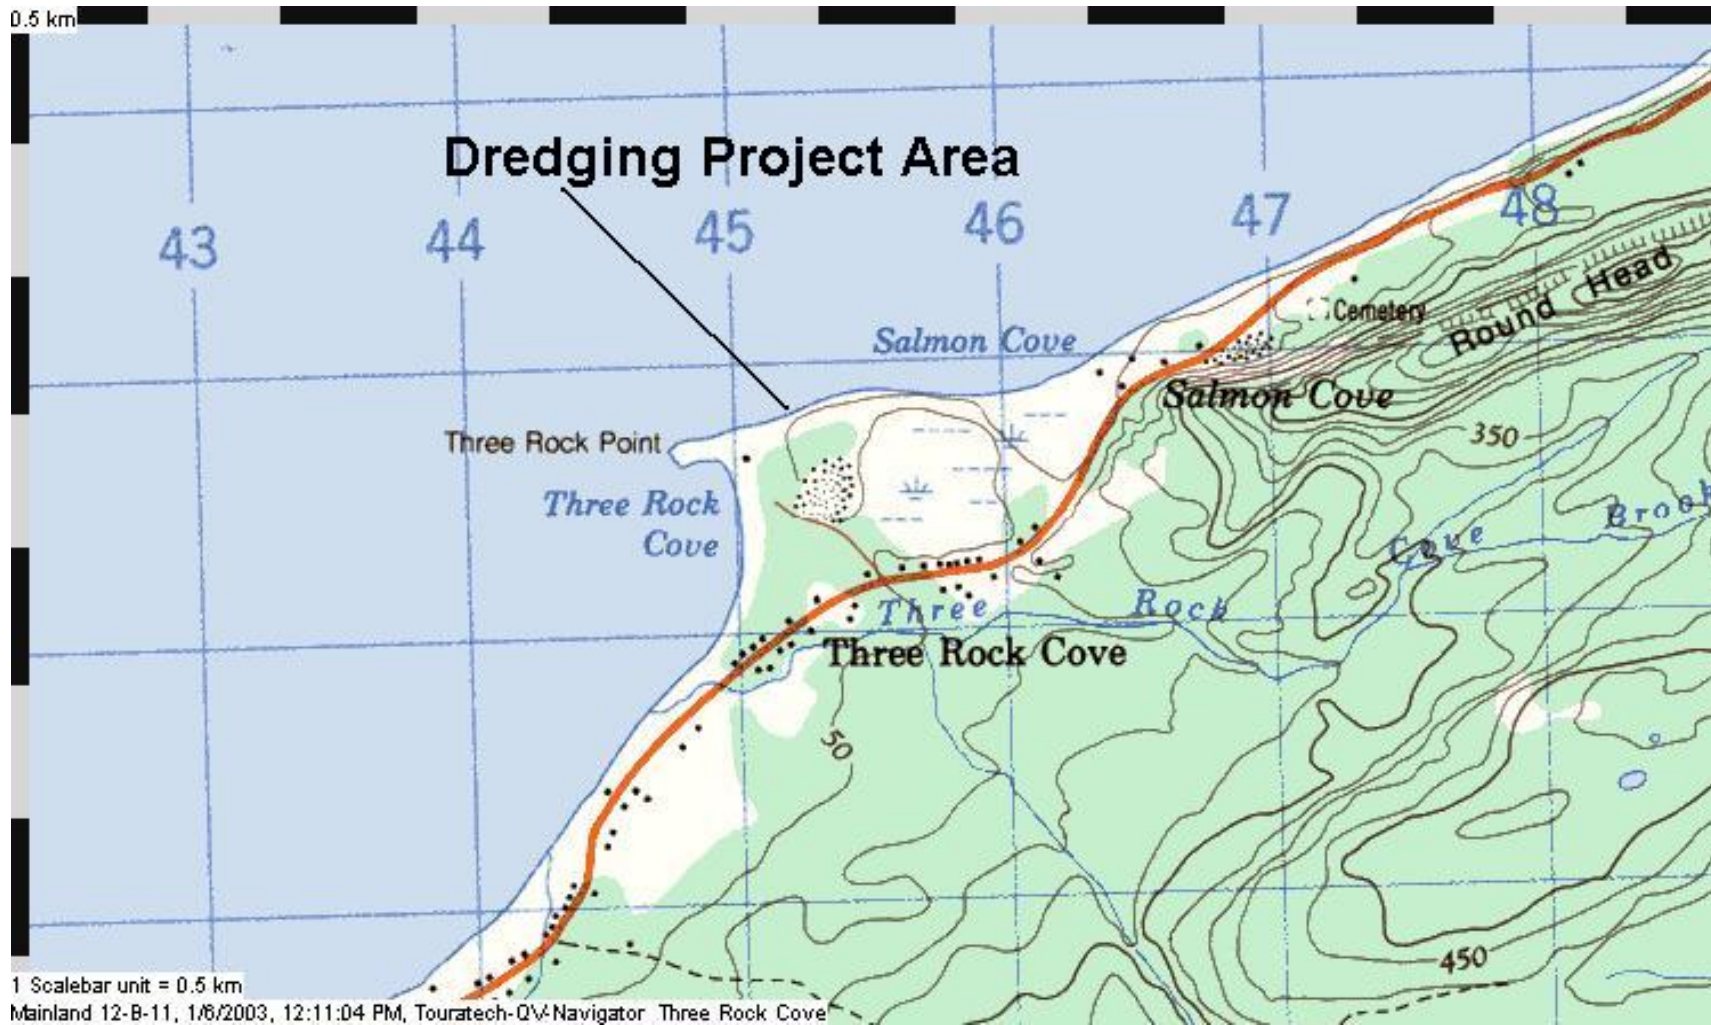 0.5 km
Dredging Project Area
43
44
45
46
47
48
Round Head
Cemetery
Salmon Cove
Salmon Cove
350
Three Rock Point
Three Rock
Cove
Three Rock Cove Brook
Three Rock Cove
50
450
1 Scalebar unit = 0.5 km
Mainland 12-B-11, 1/6/2003, 12:11:04 PM, Touratech-QV-Navigator Three Rock Cove